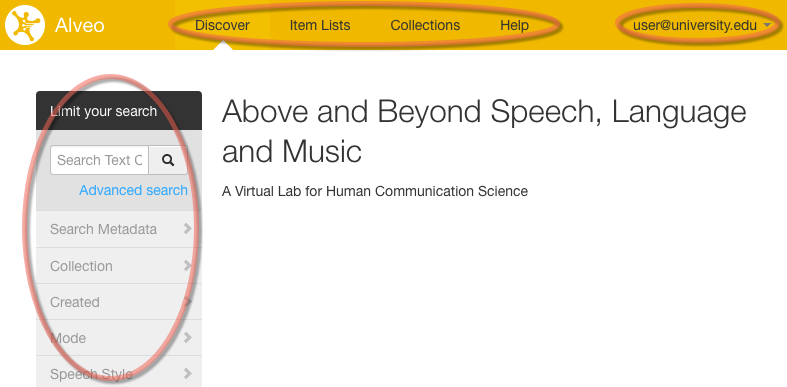 Alveo
Discover Item Lists Collections Help
user@university.edu
Limit your search
Search Text C
Advanced search
Search Metadata
Collection
Created
Mode
Speech Style
Above and Beyond Speech, Language
and Music
A Virtual Lab for Human Communication Science